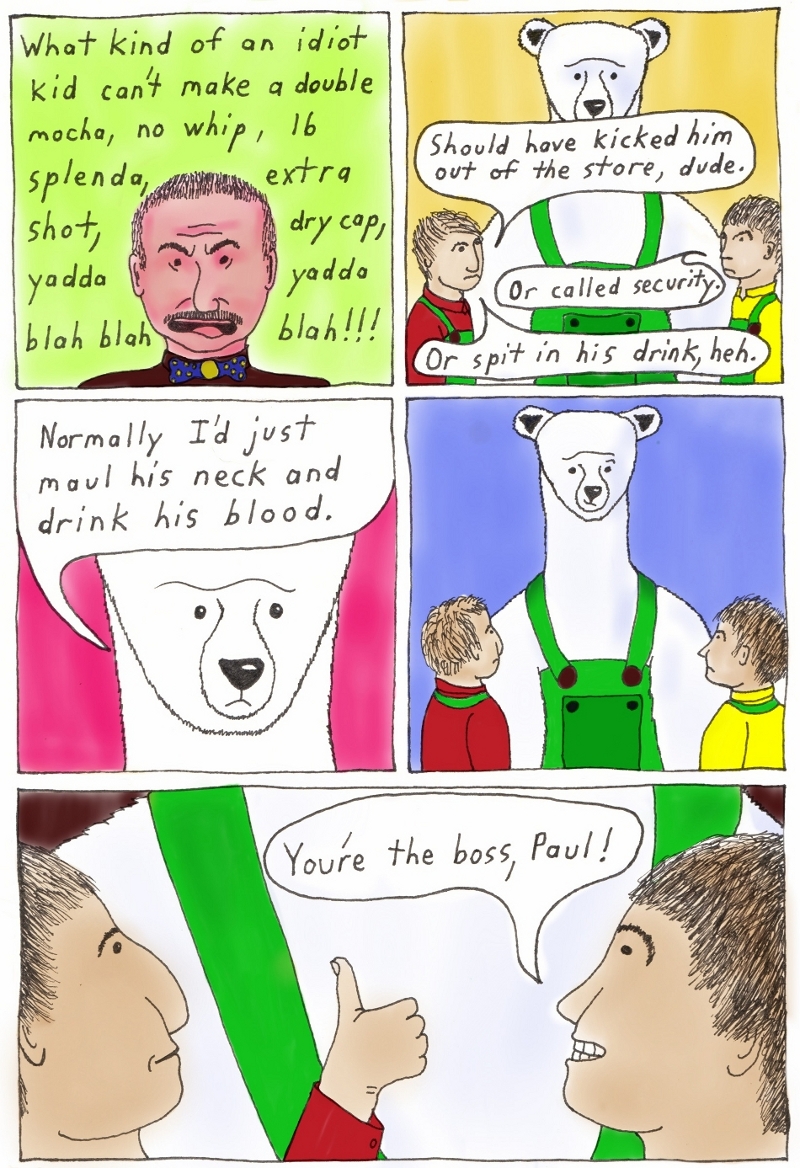 What kind of an idiot
kid can't make a double
mocha, no whip, 16
splenda, extra
shot, dry cap,
yadda yadda
blah blah blah!!!
Should have kicked him
out of the store, dude.
Or called security.
Or spit in his drink, heh.
Normally I'd just
maul his neck and
drink his blood.
You're the boss, Paul!